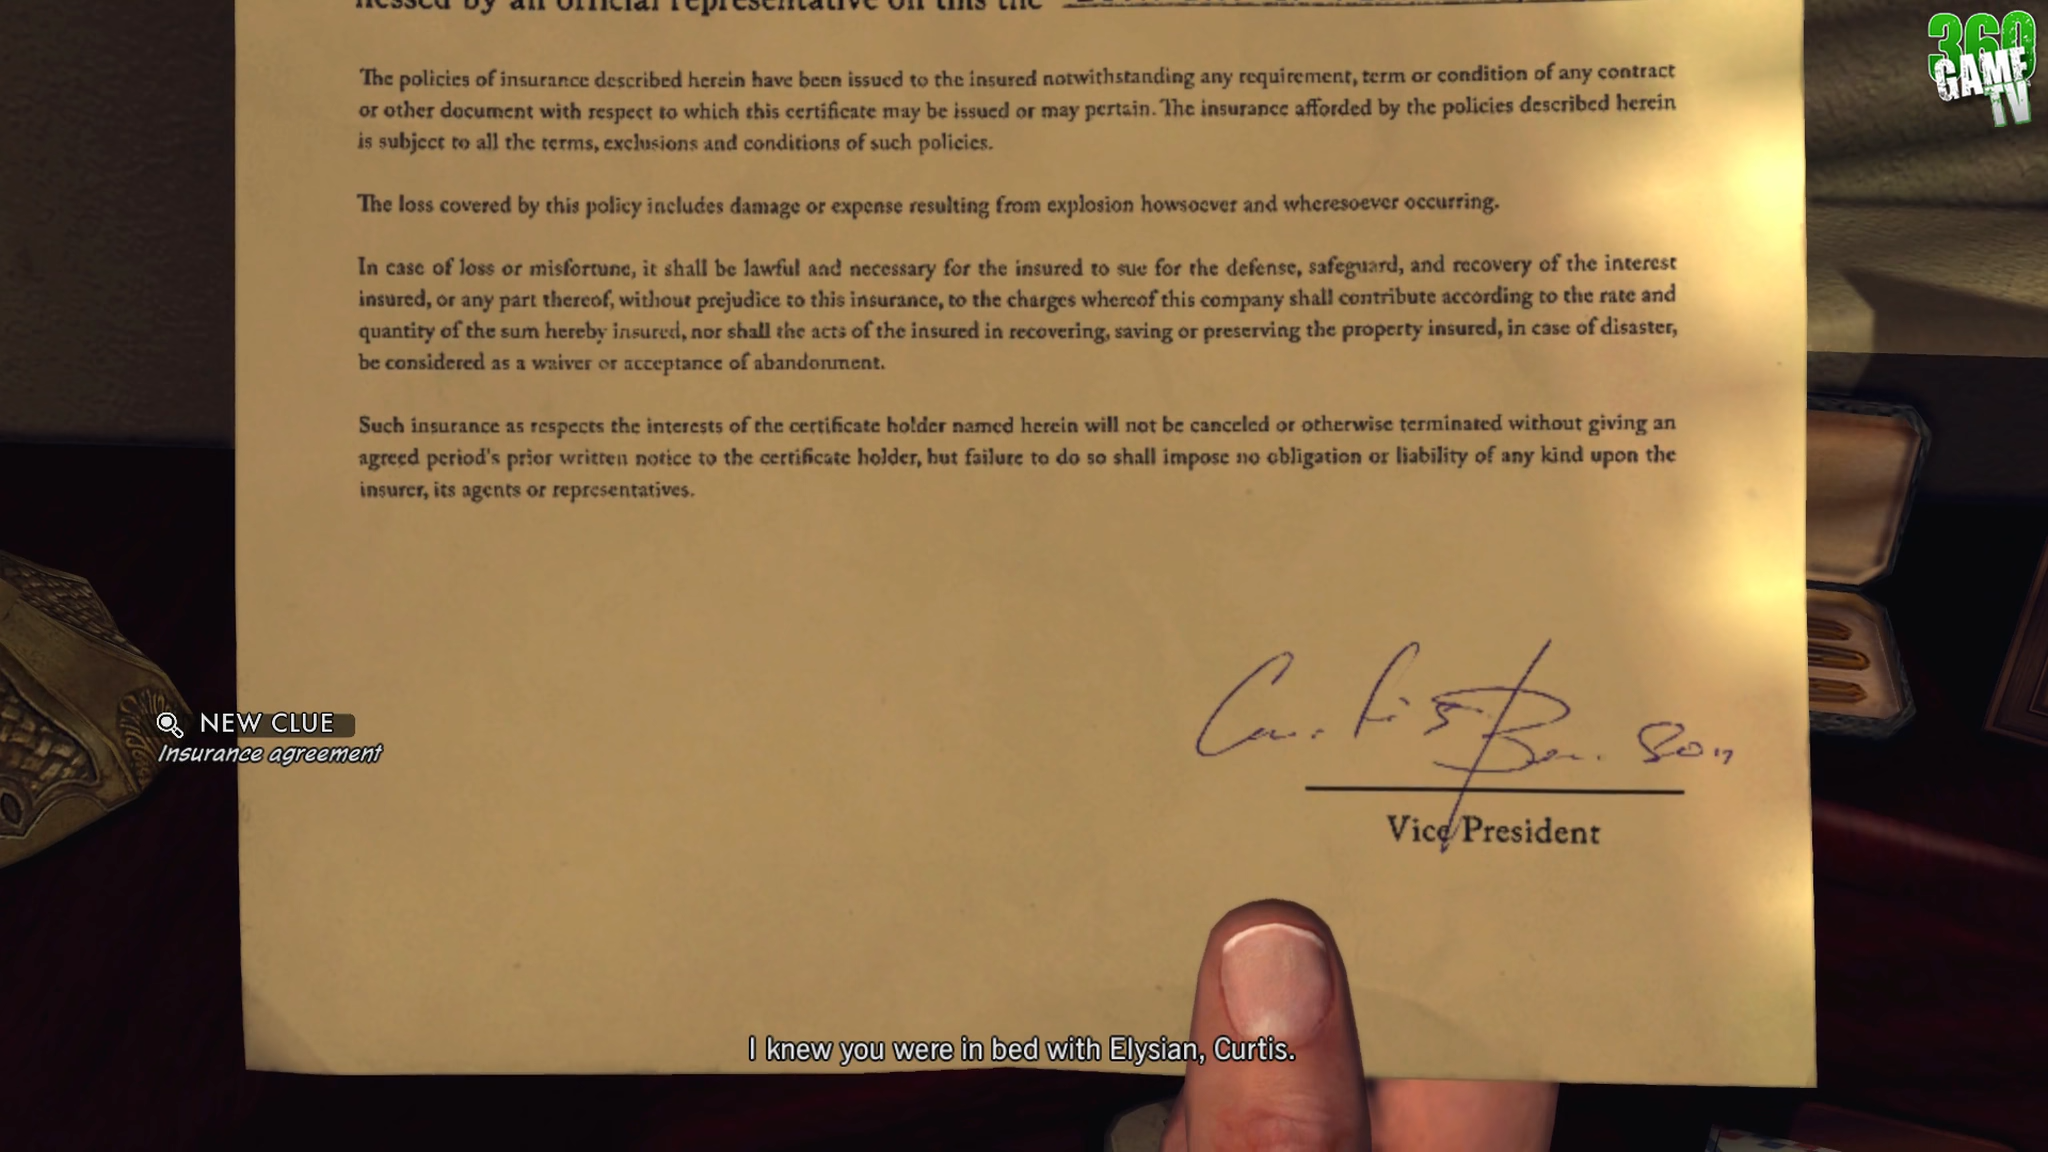 nessed by an official representative on this the
The policies of insurance described herein have been issued to the insured notwithstanding any requirement, term or condition of any contract
or other document with respect to which this certificate may be issued or may pertain. The insurance afforded by the policies described herein
is subject to all the terms, exclusions and conditions of such policies.
The loss covered by this policy includes damage or expense resulting from explosion howsoever and wheresoever occurring.
In case of loss or misfortune, it shall be lawful and necessary for the insured to sue for the defense, safeguard, and recovery of the interest
insured, or any part thereof, without prejudice to this insurance, to the charges whereof this company shall contribute according to the rate and
quantity of the sum hereby insured, nor shall the acts of the insured in recovering, saving or preserving the property insured, in case of disaster,
be considered as a waiver or acceptance of abandonment.
Such insurance as respects the interests of the certificate holder named herein will not be canceled or otherwise terminated without giving an
agreed period's prior written notice to the certificate holder, but failure to do so shall impose no obligation or liability of any kind upon the
insurer, its agents or representatives.
Curtis Benson
Vice President
NEW CLUE
Insurance agreement
I knew you were in bed with Elysian, Curtis.
360
GAME
TV